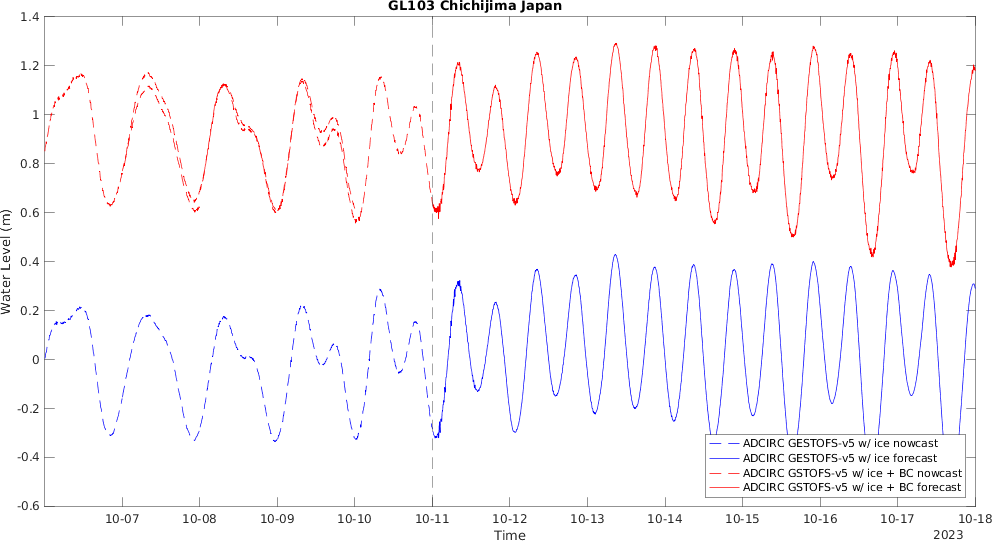 GL103 Chichijima Japan
1.4
1.2
1
0.8
0.6
0.4
0.2
0
-0.2
-0.4
-0.6
Water Level (m)
ADCIRC GESTOFS-v5 w/ ice nowcast
ADCIRC GESTOFS-v5 w/ ice forecast
ADCIRC GSTOFS-v5 w/ ice + BC nowcast
ADCIRC GSTOFS-v5 w/ ice + BC forecast
10-07 10-08 10-09 10-10 10-11 10-12 10-13 10-14 10-15 10-16 10-17 10-18
Time
2023